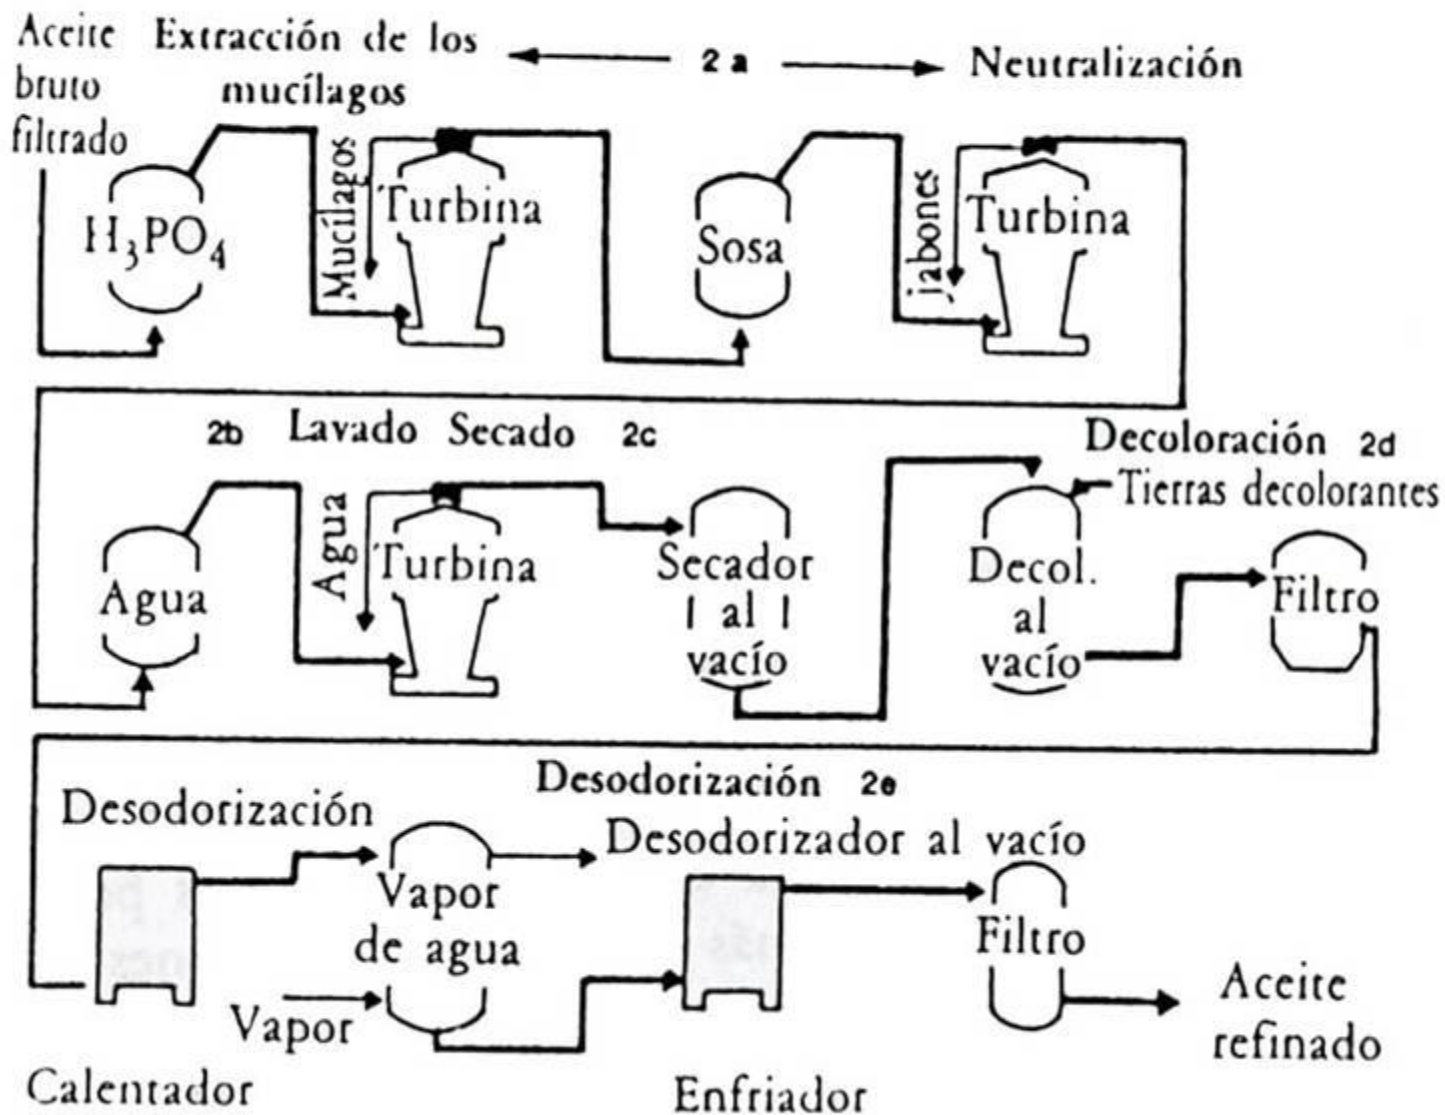 Aceite
bruto
filtrado
Extracción de los
mucílagos
2 a
Neutralización
H₃PO₄
Mucílagos
Turbina
Sosa
jabones
Turbina
2b Lavado Secado 2c
Decoloración 2d
Tierras decolorantes
Agua
Agua
Turbina
Secador
al
vacío
Decol.
al
vacío
Filtro
Desodorización 2e
Desodorización
Desodorizador al vacío
Vapor
de agua
Vapor
Filtro
Aceite
refinado
Calentador
Enfriador